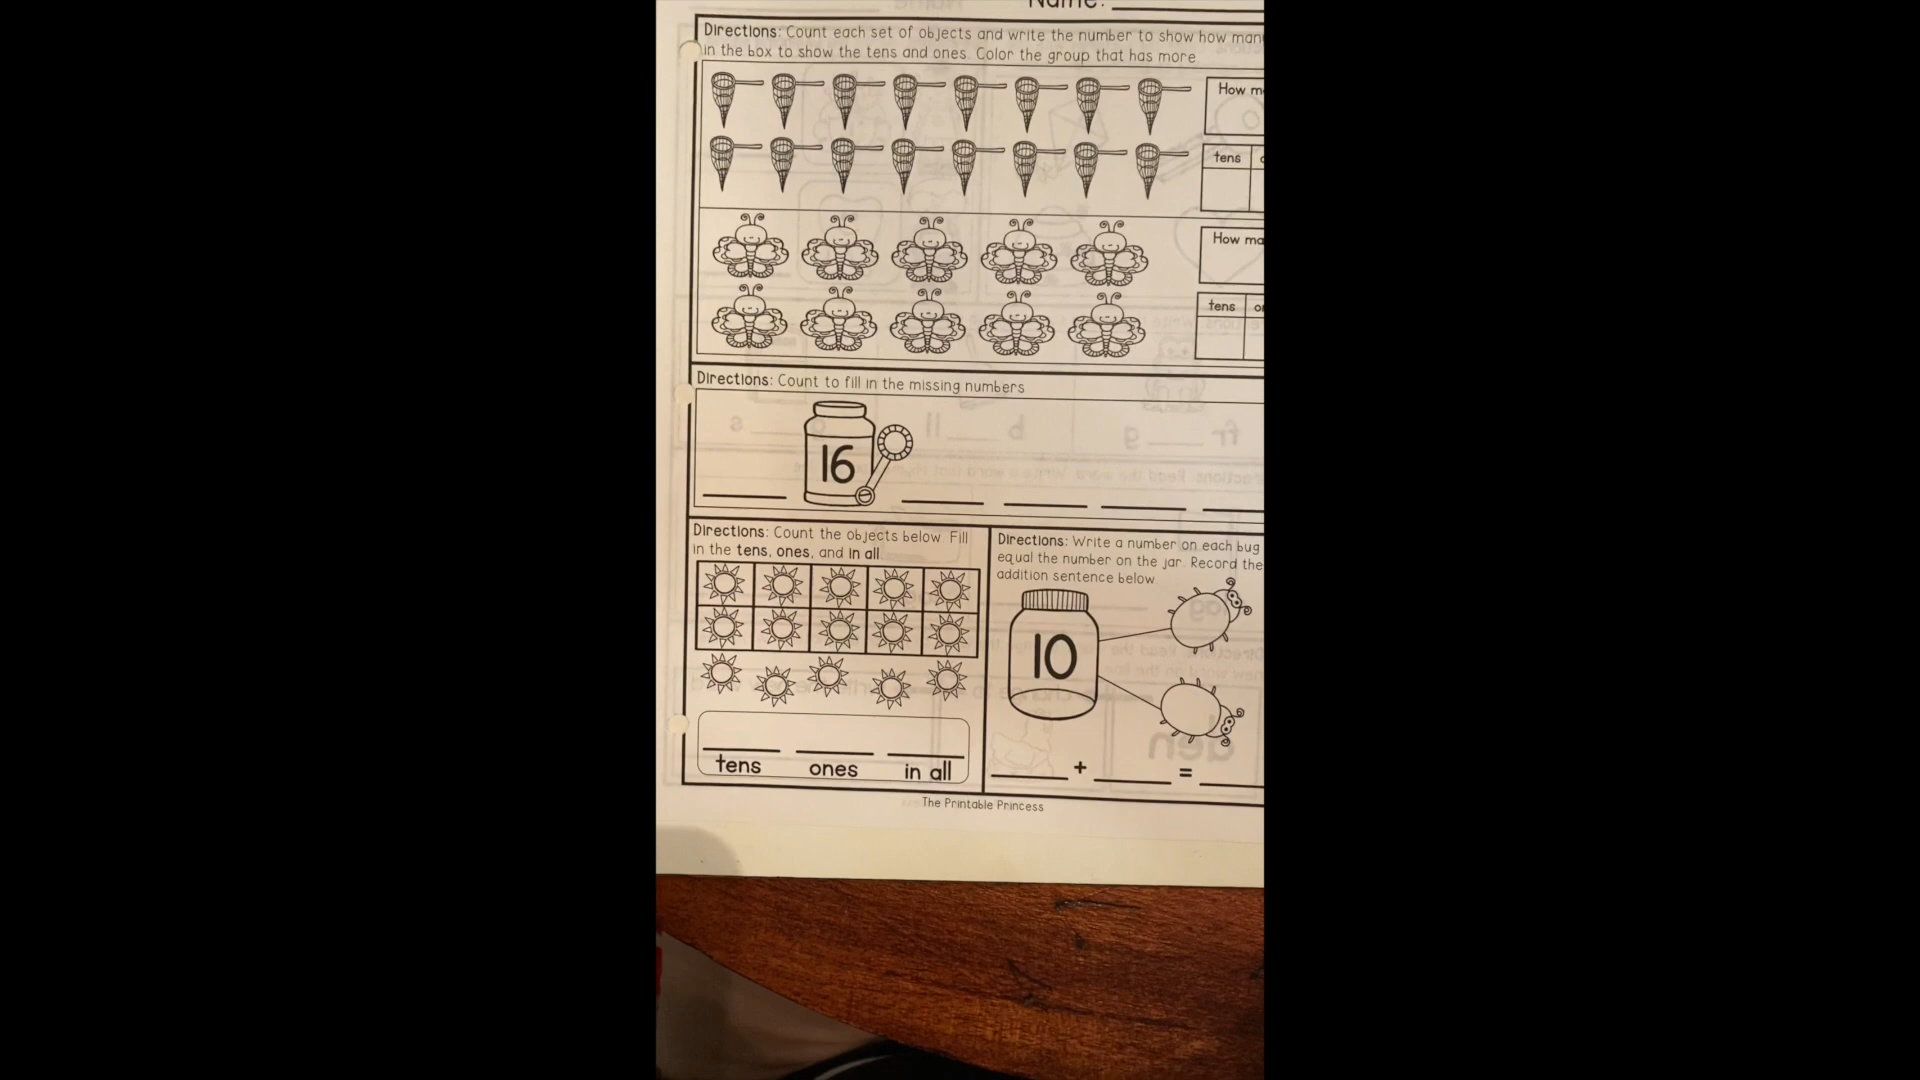 Name:
Directions: Count each set of objects and write the number to show how man
in the box to show the tens and ones. Color the group that has more.
How m
tens
How ma
tens o
Directions: Count to fill in the missing numbers
16
Directions: Count the objects below. Fill
in the tens, ones, and in all.
tens ones in all
Directions: Write a number on each bug
equal the number on the jar. Record the
addition sentence below.
10
+ =
The Printable Princess